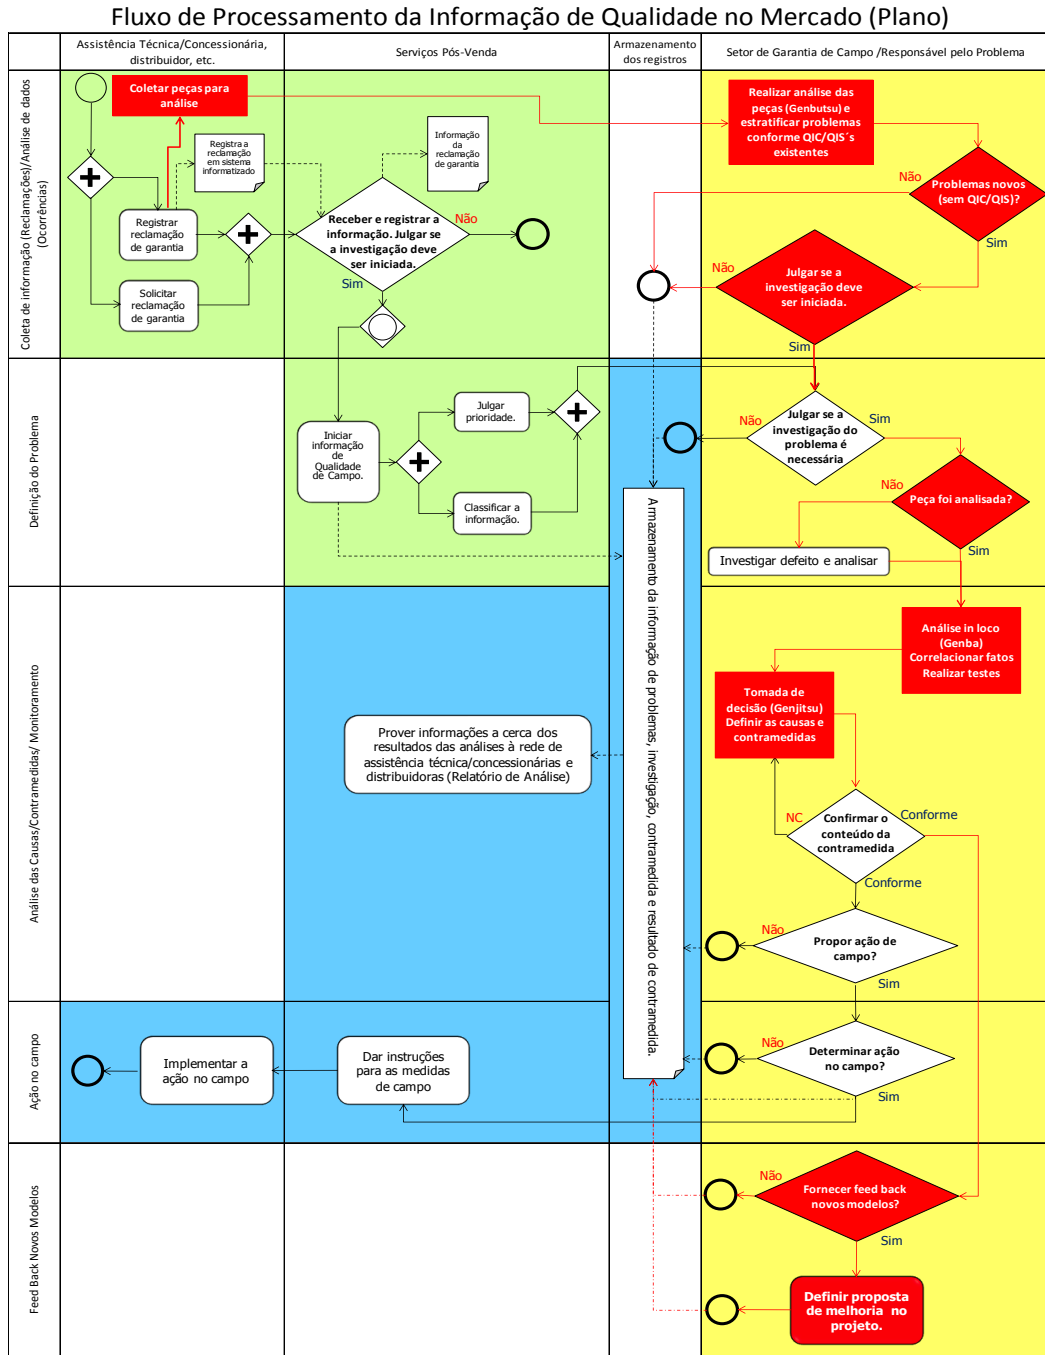 Fluxo de Processamento da Informação de Qualidade no Mercado (Plano)
Assistência Técnica/Concessionária,
distribuidor, etc.
Serviços Pós-Venda
Armazenamento
dos registros
Setor de Garantia de Campo /Responsável pelo Problema
Coleta de informação (Reclamações)/Análise de dados
(Ocorrências)
Coletar peças para
análise
Registra a
reclamação
em sistema
informatizado
Informação
da
reclamação
de garantia
Realizar análise das
peças (Genbutsu) e
estratificar problemas
conforme QIC/QIS´s
existentes
Não
Problemas novos
(sem QIC/QIS)?
Sim
Registrar
reclamação
de garantia
Receber e registrar a
informação. Julgar se
a investigação deve
ser iniciada.
Não
Sim
Não
Julgar se a
investigação deve
ser iniciada.
Sim
Solicitar
reclamação
de garantia
Definição do Problema
Iniciar
informação
de
Qualidade
de Campo.
Julgar
prioridade.
Classificar a
informação.
Não
Julgar se a
investigação do
problema é
necessária
Sim
Não
Peça foi analisada?
Sim
Investigar defeito e analisar
Armazenamento da informação de problemas, investigação, contramedida e resultado de contramedida.
Análise das Causas/Contramedidas/ Monitoramento
Análise in loco
(Genba)
Correlacionar fatos
Realizar testes
Tomada de
decisão (Genjitsu)
Definir as causas e
contramedidas
Prover informações a cerca dos
resultados das análises à rede de
assistência técnica/concessionárias e
distribuidoras (Relatório de Análise)
NC
Confirmar o
conteúdo da
contramedida
Conforme
Conforme
Não
Propor ação de
campo?
Sim
Ação no campo
Implementar a
ação no campo
Dar instruções
para as medidas
de campo
Não
Determinar ação
no campo?
Sim
Feed Back Novos Modelos
Não
Fornecer feed back
novos modelos?
Sim
Definir proposta
de melhoria no
projeto.